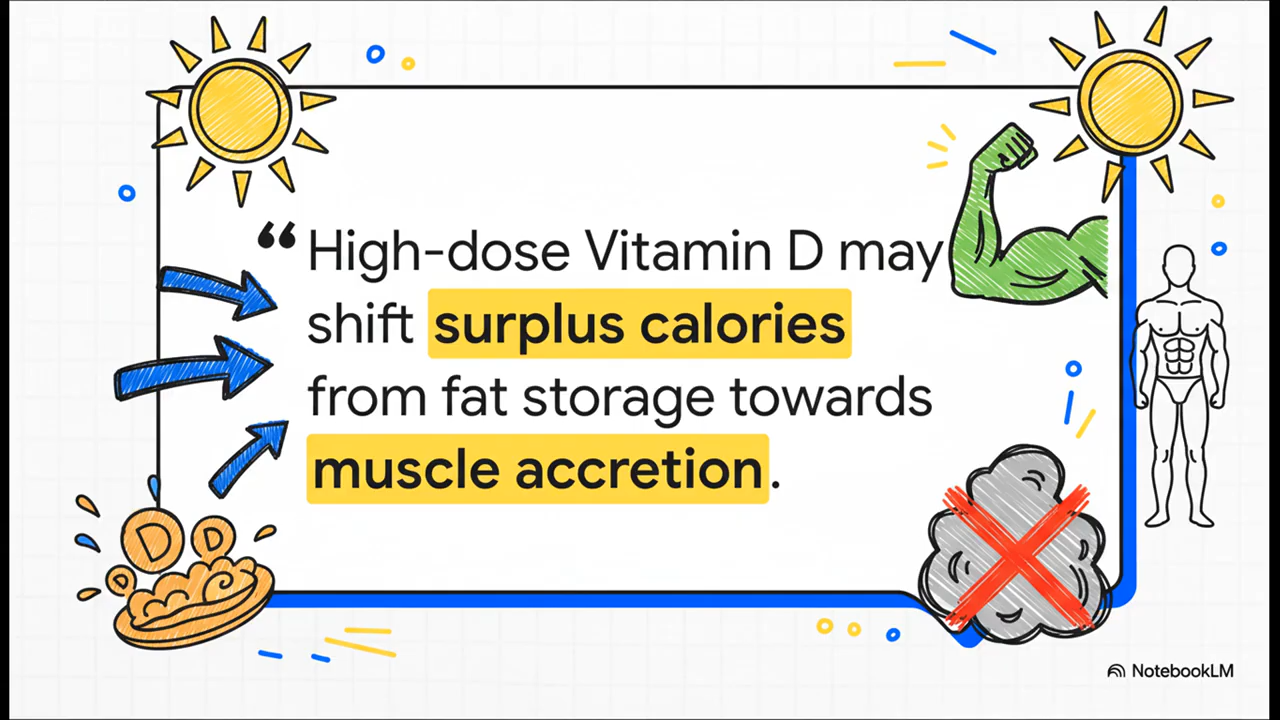 “High-dose Vitamin D may
shift surplus calories
from fat storage towards
muscle accretion.
D
D
D
NotebookLM